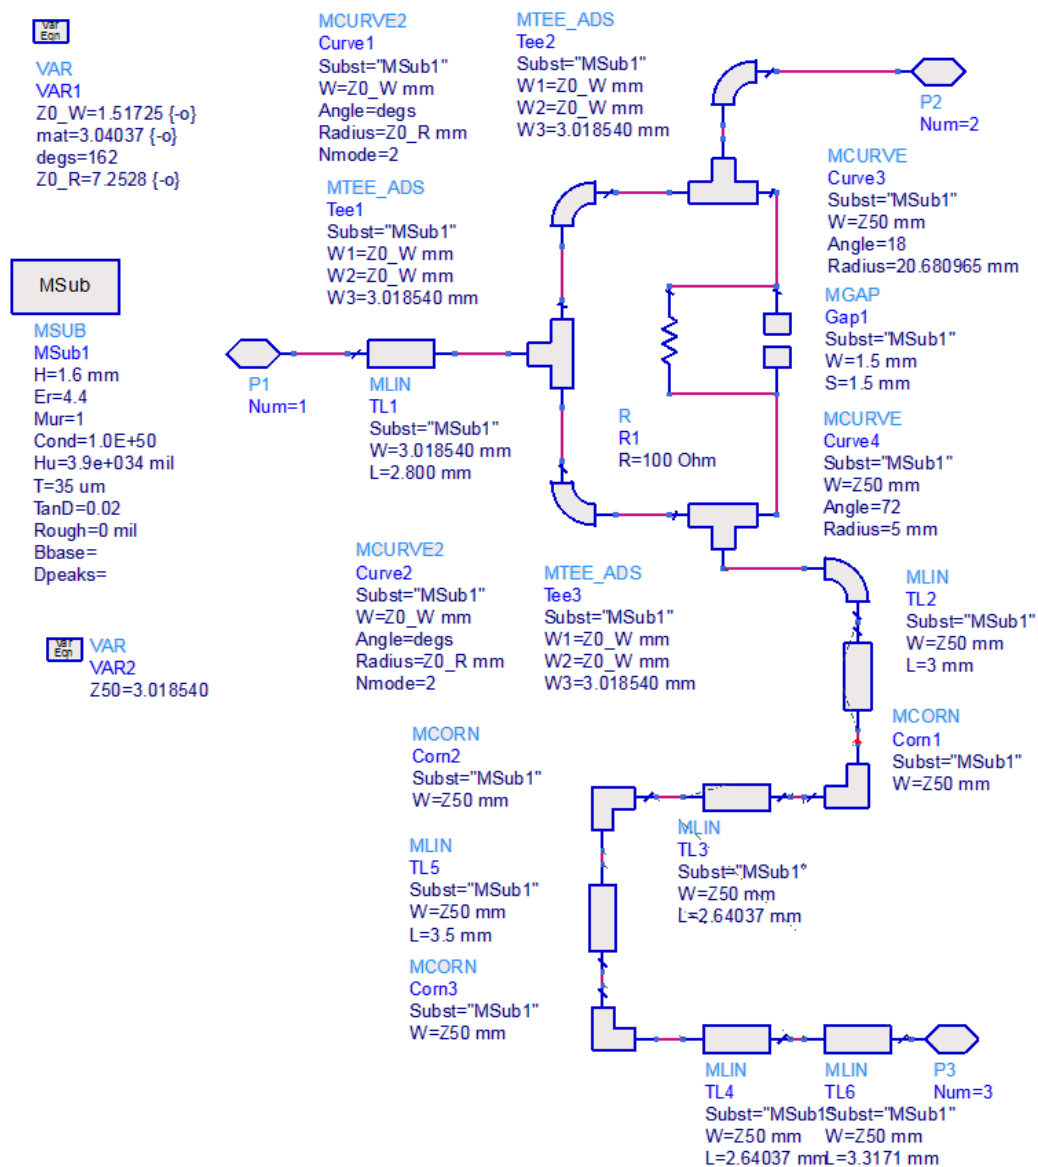 Var
Eqn
VAR
VAR1
Z0_W=1.51725 {-o}
mat=3.04037 {-o}
degs=162
Z0_R=7.2528 {-o}
MCURVE2
Curve1
Subst="MSub1"
W=Z0_W mm
Angle=degs
Radius=Z0_R mm
Nmode=2
MTEE_ADS
Tee2
Subst="MSub1"
W1=Z0_W mm
W2=Z0_W mm
W3=3.018540 mm
P2
Num=2
MTEE_ADS
Tee1
Subst="MSub1"
W1=Z0_W mm
W2=Z0_W mm
W3=3.018540 mm
MCURVE
Curve3
Subst="MSub1"
W=Z50 mm
Angle=18
Radius=20.680965 mm
MSub
MSUB
MSub1
H=1.6 mm
Er=4.4
Mur=1
Cond=1.0E+50
Hu=3.9e+034 mil
T=35 um
TanD=0.02
Rough=0 mil
Bbase=
Dpeaks=
P1
Num=1
MLIN
TL1
Subst="MSub1"
W=3.018540 mm
L=2.800 mm
R
R1
R=100 Ohm
MGAP
Gap1
Subst="MSub1"
W=1.5 mm
S=1.5 mm
MCURVE
Curve4
Subst="MSub1"
W=Z50 mm
Angle=72
Radius=5 mm
MCURVE2
Curve2
Subst="MSub1"
W=Z0_W mm
Angle=degs
Radius=Z0_R mm
Nmode=2
MTEE_ADS
Tee3
Subst="MSub1"
W1=Z0_W mm
W2=Z0_W mm
W3=3.018540 mm
MLIN
TL2
Subst="MSub1"
W=Z50 mm
L=3 mm
Var
Eqn
VAR
VAR2
Z50=3.018540
MCORN
Corn2
Subst="MSub1"
W=Z50 mm
MCORN
Corn1
Subst="MSub1"
W=Z50 mm
MLIN
TL5
Subst="MSub1"
W=Z50 mm
L=3.5 mm
MLIN
TL3
Subst="MSub1"
W=Z50 mm
L=2.64037 mm
MCORN
Corn3
Subst="MSub1"
W=Z50 mm
MLIN
TL4
Subst="MSub1"
W=Z50 mm
L=2.64037 mm
MLIN
TL6
Subst="MSub1"
W=Z50 mm
L=3.3171 mm
P3
Num=3